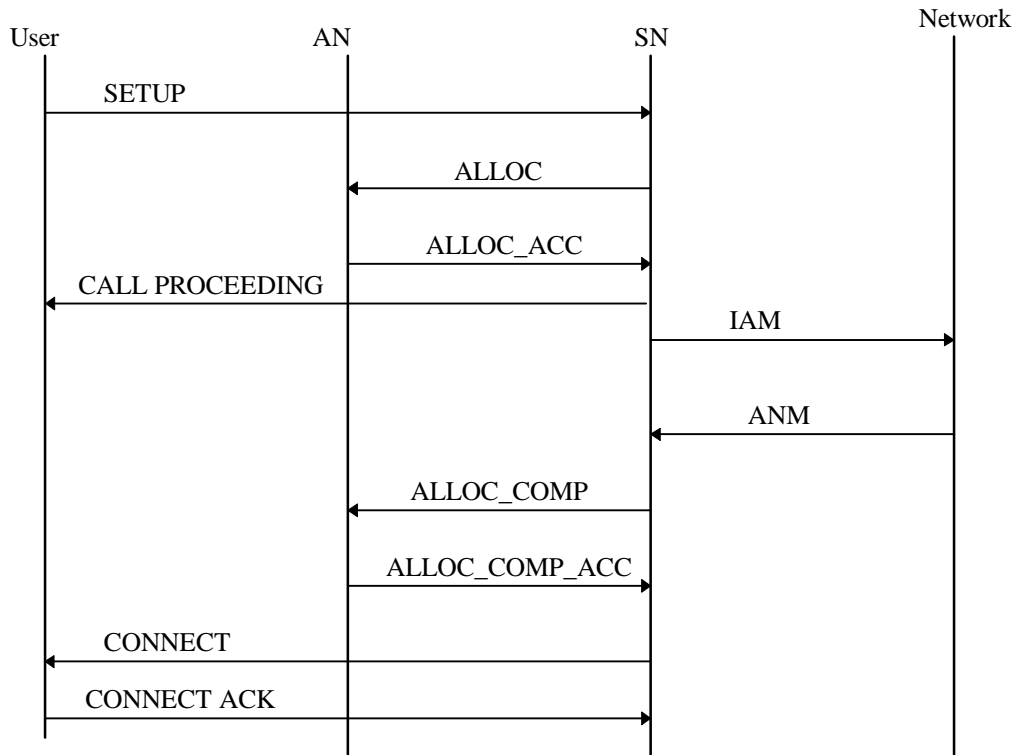 Network
User
AN
SN
SETUP
ALLOC
ALLOC_ACC
CALL PROCEEDING
IAM
ANM
ALLOC_COMP
ALLOC_COMP_ACC
CONNECT
CONNECT ACK